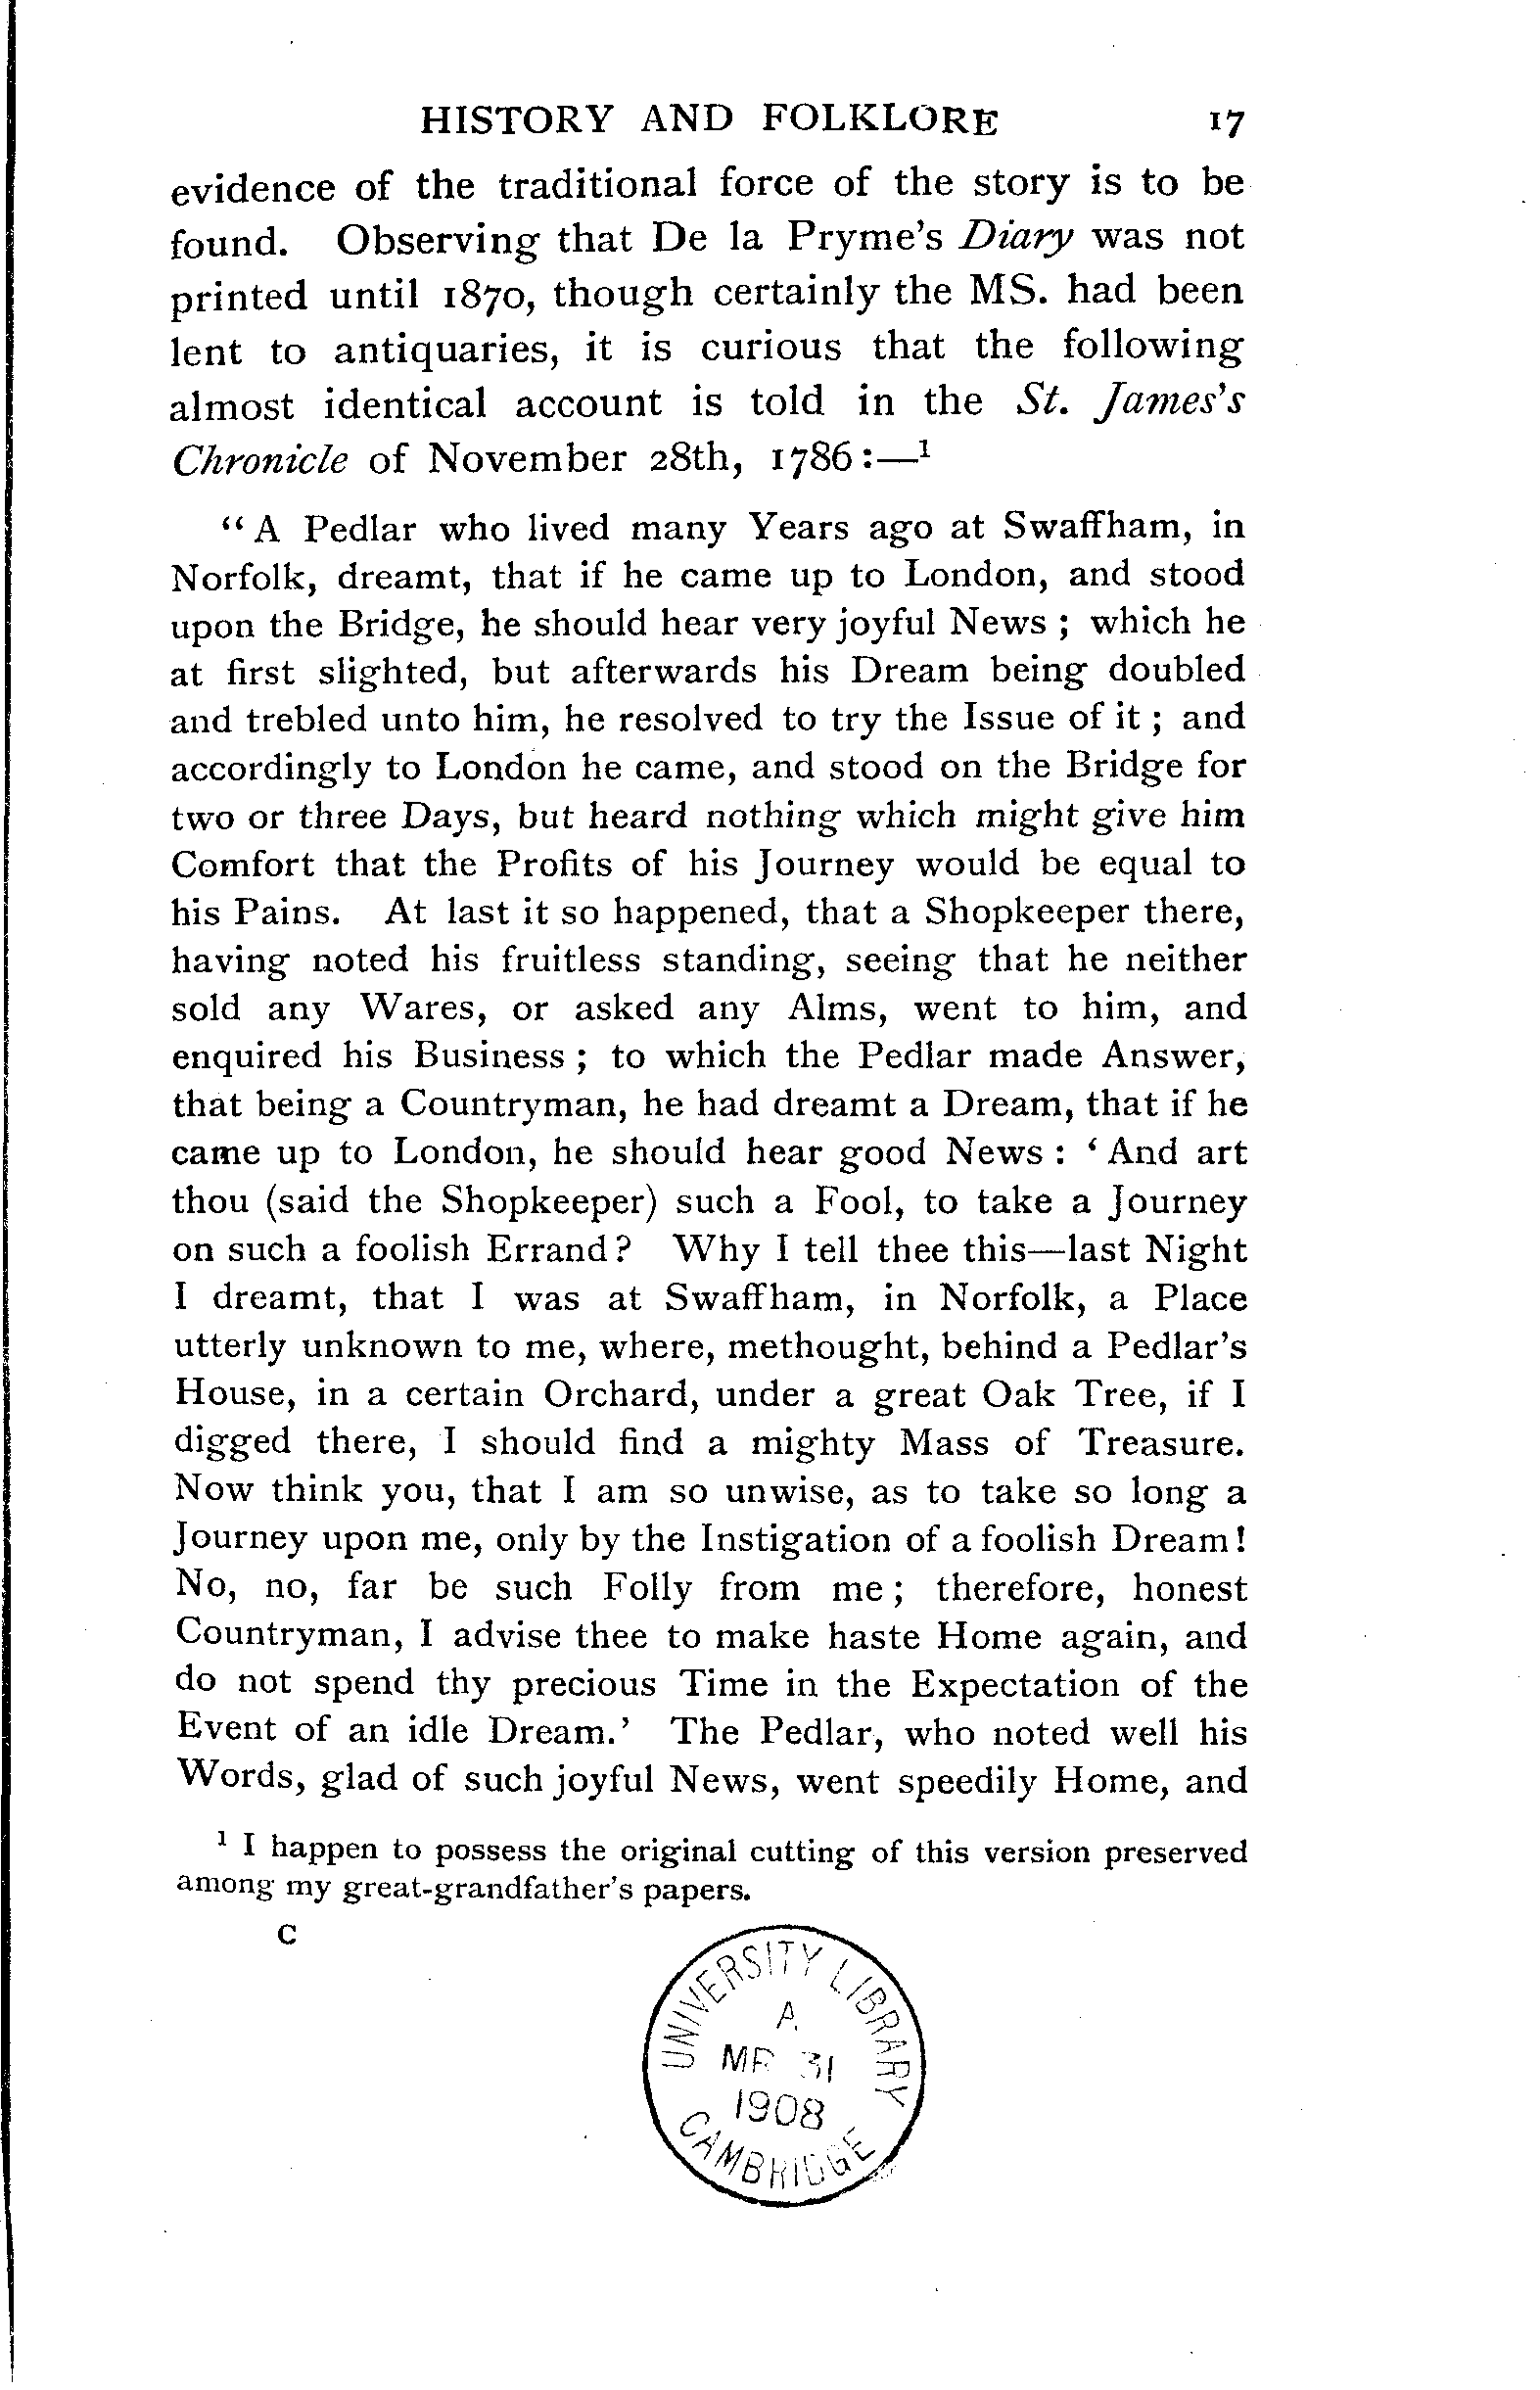 HISTORY AND FOLKLORE 17
evidence of the traditional force of the story is to be
found. Observing that De la Pryme's Diary was not
printed until 1870, though certainly the MS. had been
lent to antiquaries, it is curious that the following
almost identical account is told in the St. James's
Chronicle of November 28th, 1786:—¹
“A Pedlar who lived many Years ago at Swaffham, in
Norfolk, dreamt, that if he came up to London, and stood
upon the Bridge, he should hear very joyful News ; which he
at first slighted, but afterwards his Dream being doubled
and trebled unto him, he resolved to try the Issue of it ; and
accordingly to London he came, and stood on the Bridge for
two or three Days, but heard nothing which might give him
Comfort that the Profits of his Journey would be equal to
his Pains. At last it so happened, that a Shopkeeper there,
having noted his fruitless standing, seeing that he neither
sold any Wares, or asked any Alms, went to him, and
enquired his Business ; to which the Pedlar made Answer,
that being a Countryman, he had dreamt a Dream, that if he
came up to London, he should hear good News : ‘And art
thou (said the Shopkeeper) such a Fool, to take a Journey
on such a foolish Errand? Why I tell thee this—last Night
I dreamt, that I was at Swaffham, in Norfolk, a Place
utterly unknown to me, where, methought, behind a Pedlar's
House, in a certain Orchard, under a great Oak Tree, if I
digged there, I should find a mighty Mass of Treasure.
Now think you, that I am so unwise, as to take so long a
Journey upon me, only by the Instigation of a foolish Dream!
No, no, far be such Folly from me; therefore, honest
Countryman, I advise thee to make haste Home again, and
do not spend thy precious Time in the Expectation of the
Event of an idle Dream.’ The Pedlar, who noted well his
Words, glad of such joyful News, went speedily Home, and
¹ I happen to possess the original cutting of this version preserved
among my great-grandfather's papers.
C
UNIVERSITY LIBRARY
A
MR 31
1908
CAMBRIDGE